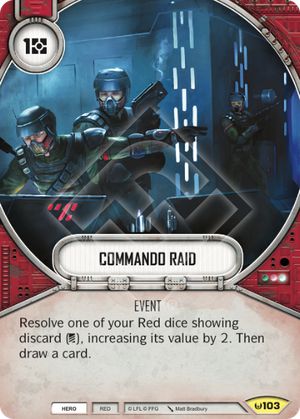 1
COMMANDO RAID
EVENT
Resolve one of your Red dice showing
discard (), increasing its value by 2. Then
draw a card.
HERO RED © LFL © FFG Matt Bradbury 103